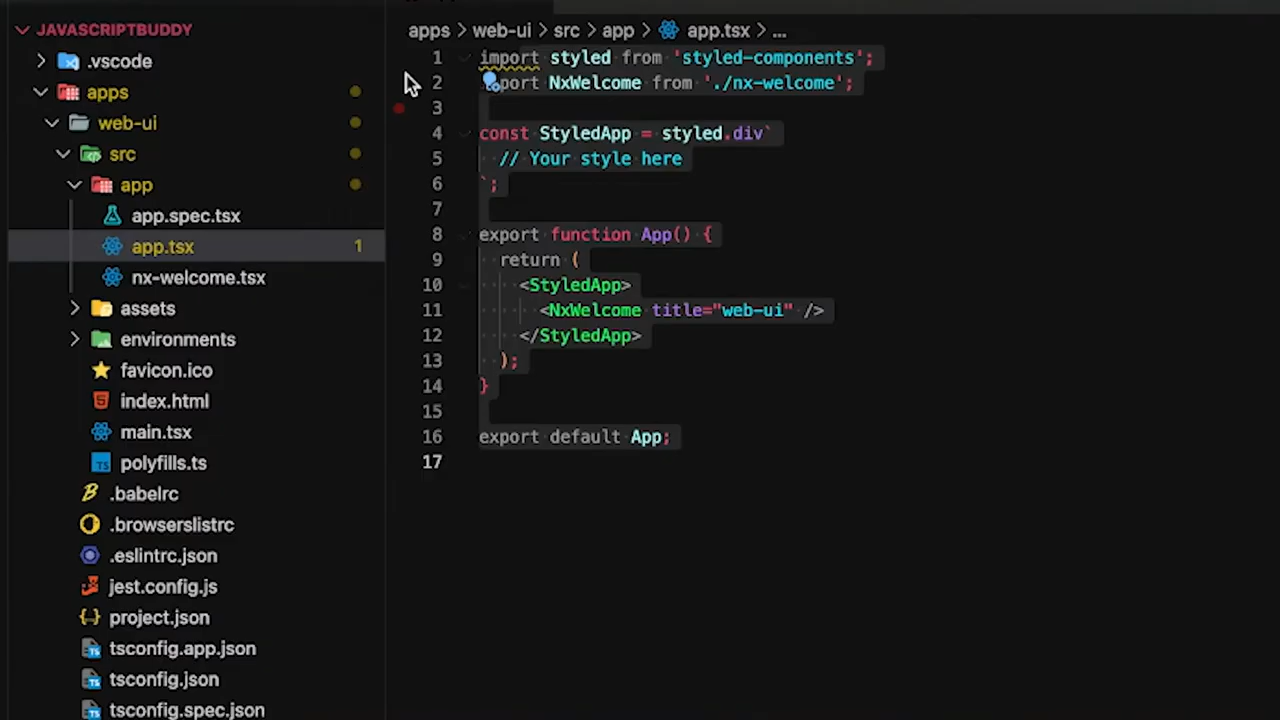 JAVASCRIPTBUDDY
.vscode
apps
web-ui
src
app
app.spec.tsx
app.tsx 1
nx-welcome.tsx
assets
environments
favicon.ico
index.html
main.tsx
polyfills.ts
.babelrc
.browserslistrc
.eslintrc.json
jest.config.js
project.json
tsconfig.app.json
tsconfig.json
tsconfig.spec.json
apps > web-ui > src > app > app.tsx > ...
1 import styled from 'styled-components';
2 import NxWelcome from './nx-welcome';
3
4 const StyledApp = styled.div`
5 // Your style here
6 `;
7
8 export function App() {
9 return (
10 <StyledApp>
11 <NxWelcome title="web-ui" />
12 </StyledApp>
13 );
14 }
15
16 export default App;
17